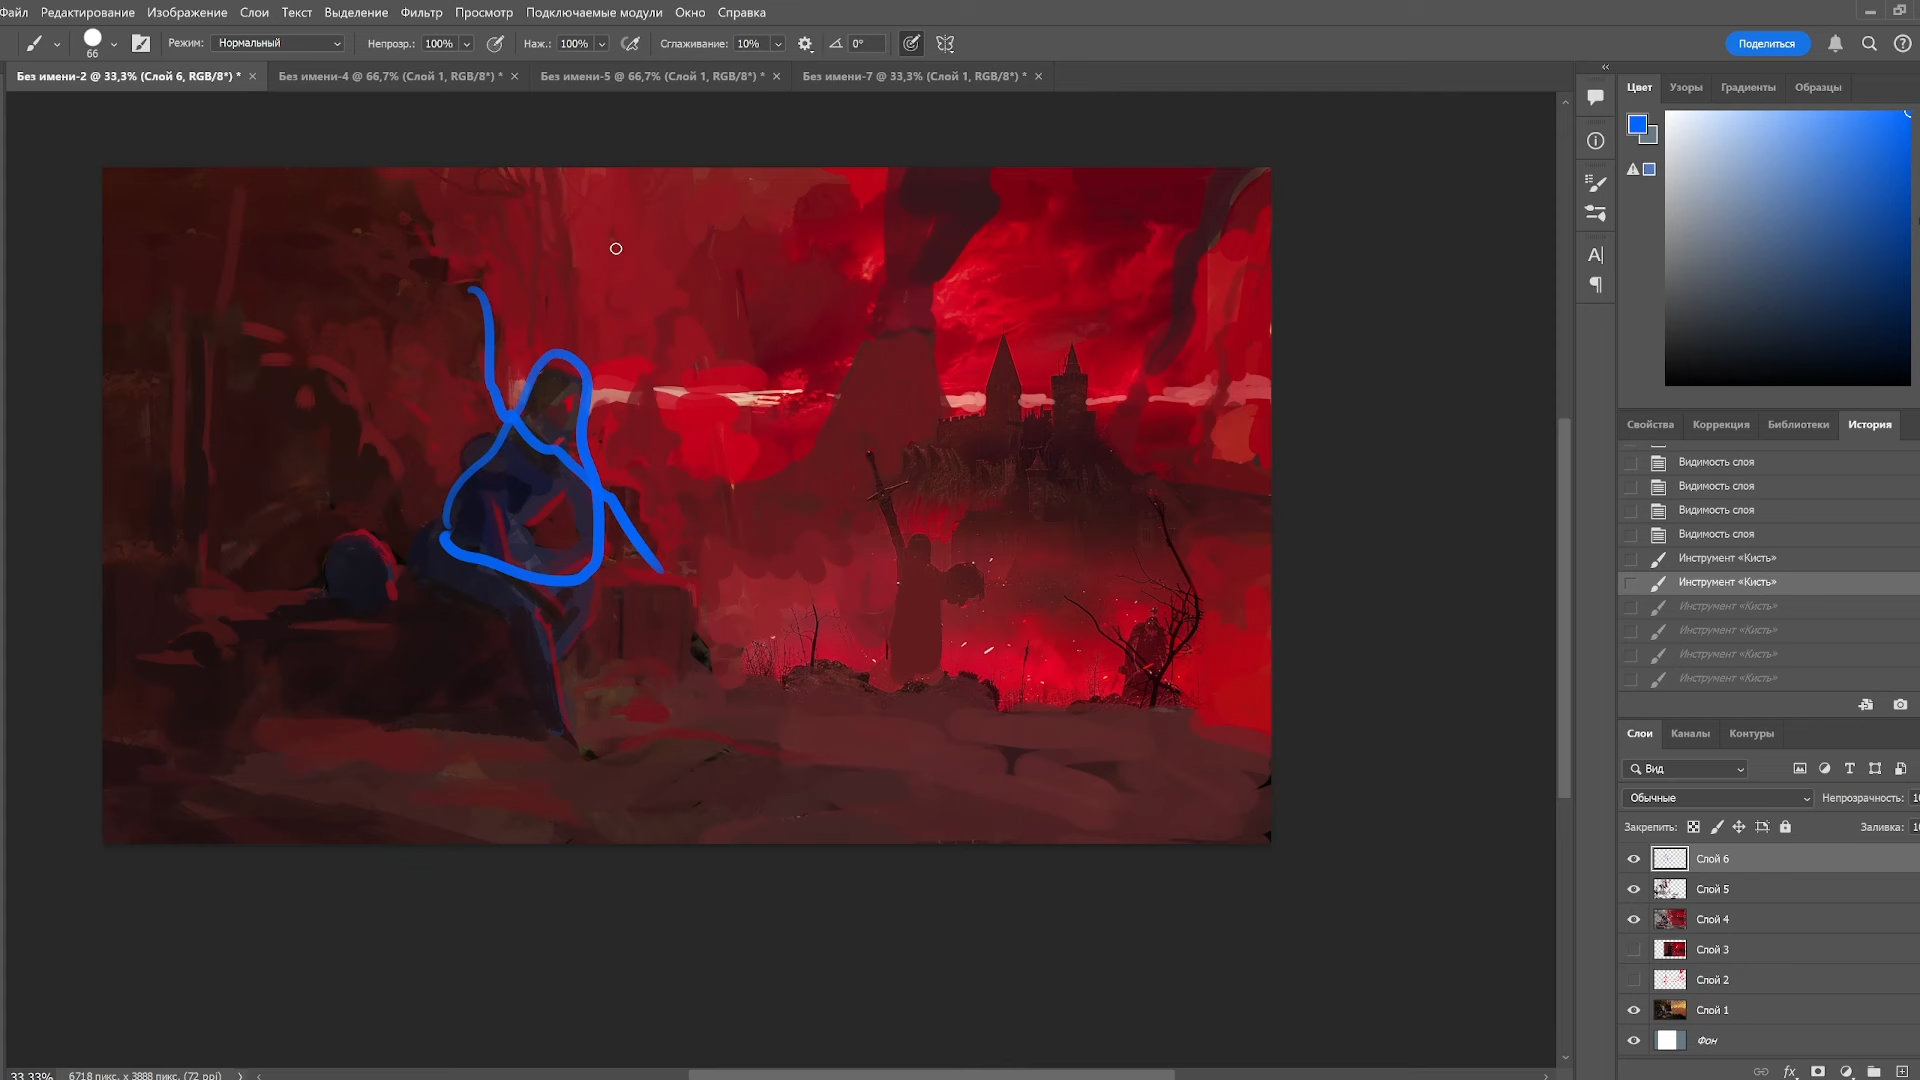 Файл Редактирование Изображение Слои Текст Выделение Фильтр Просмотр Подключаемые модули Окно Справка
66 Режим: Нормальный Непрозр.: 100% Наж.: 100% Сглаживание: 10% 0° Поделиться
Без имени-2 @ 33,3% (Слой 6, RGB/8*) * Без имени-4 @ 66,7% (Слой 1, RGB/8*) * Без имени-5 @ 66,7% (Слой 1, RGB/8*) * Без имени-7 @ 33,3% (Слой 1, RGB/8*) *
Цвет Узоры Градиенты Образцы
Свойства Коррекция Библиотеки История
Видимость слоя
Видимость слоя
Видимость слоя
Видимость слоя
Инструмент «Кисть»
Инструмент «Кисть»
Инструмент «Кисть»
Инструмент «Кисть»
Инструмент «Кисть»
Инструмент «Кисть»
Слои Каналы Контуры
Вид
Обычные Непрозрачность: 10
Закрепить: Заливка: 10
Слой 6
Слой 5
Слой 4
Слой 3
Слой 2
Слой 1
Фон
33,33% 6718 пикс. x 3888 пикс. (72 ppi)